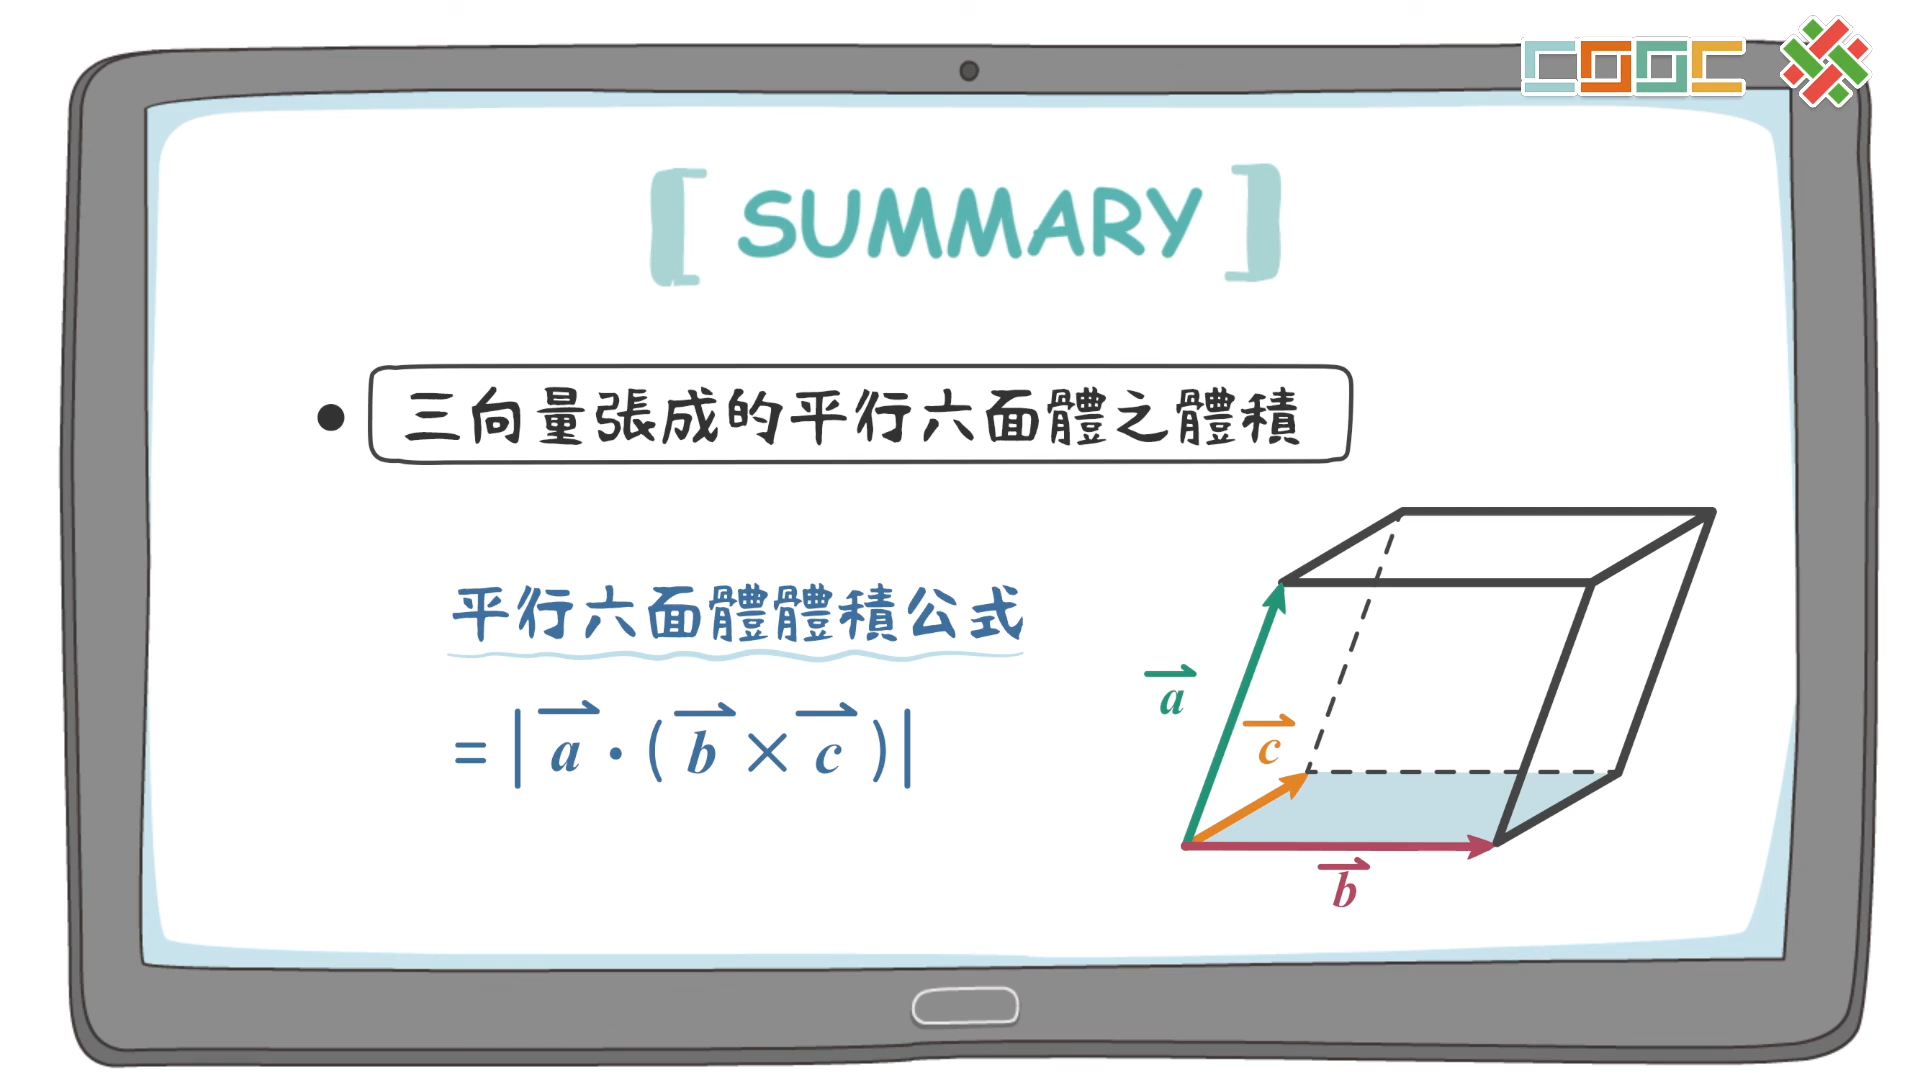 COOC
[ SUMMARY ]
• 三向量張成的平行六面體之體積
平行六面體體積公式
= | a⃗ · ( b⃗ × c⃗ ) |
a⃗
c⃗
b⃗